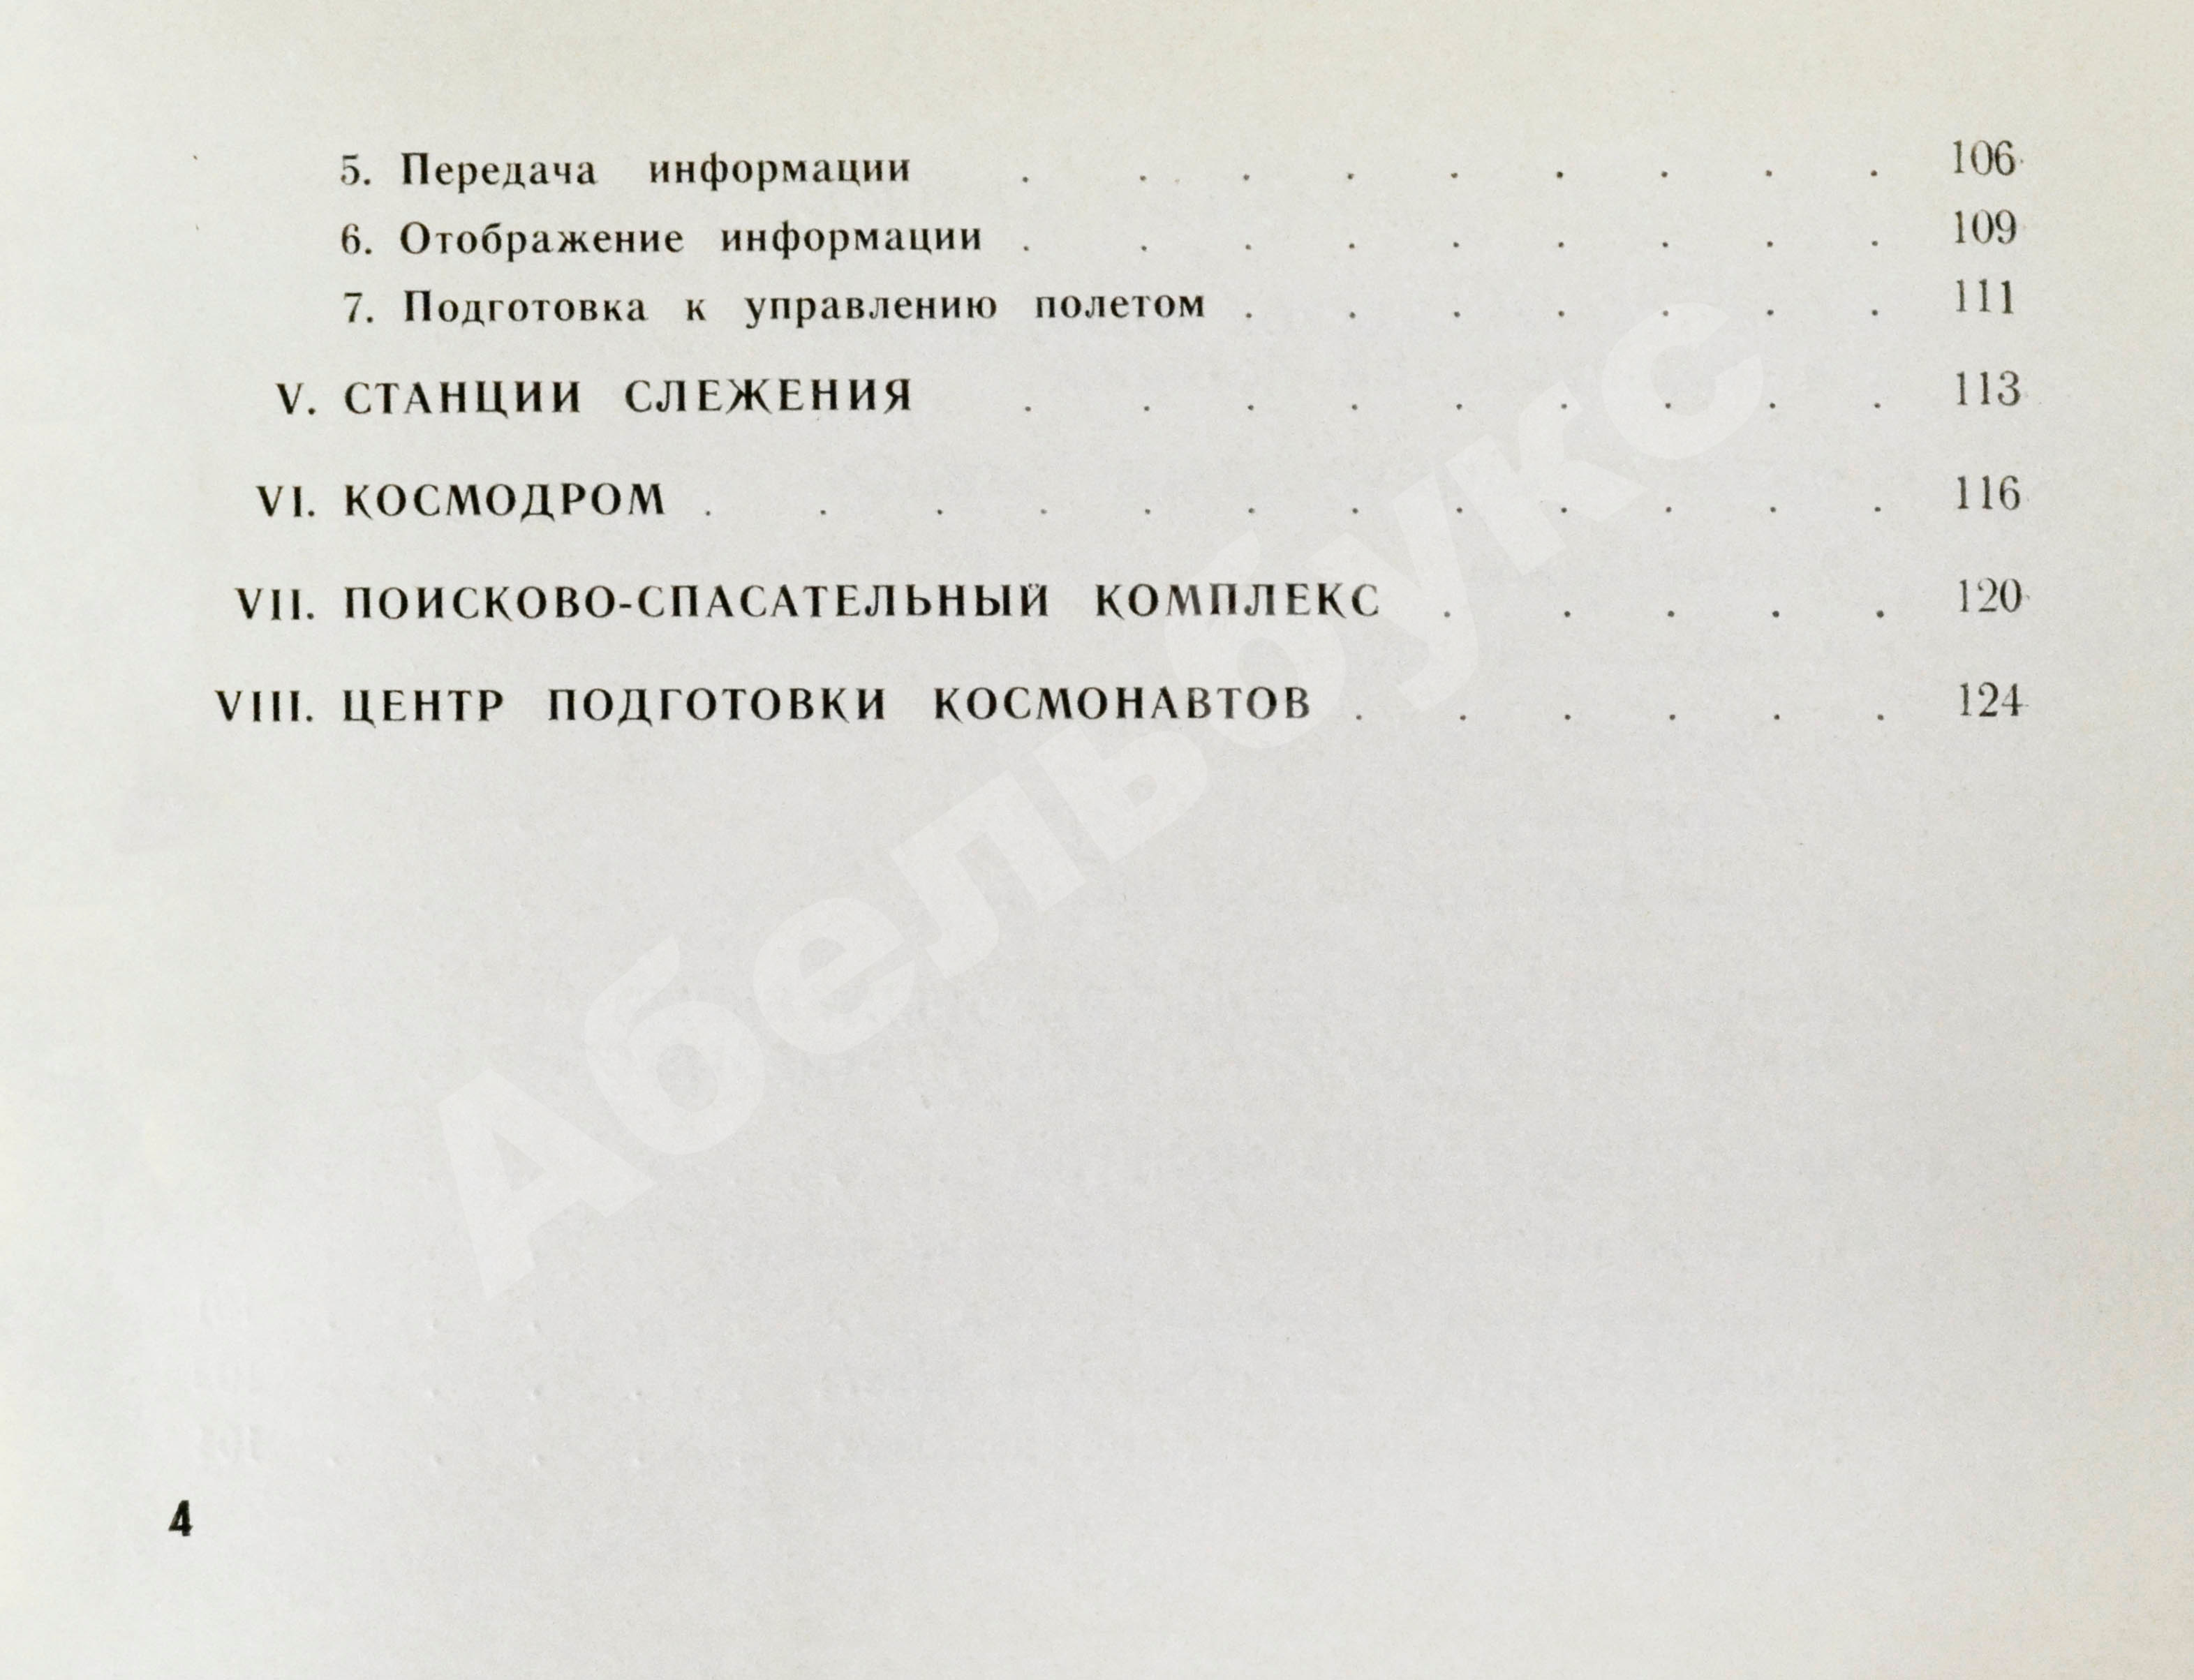 5. Передача информации . . . . . . . . . 106
6. Отображение информации . . . . . . . . . 109
7. Подготовка к управлению полетом . . . . . . . 111
V. СТАНЦИИ СЛЕЖЕНИЯ . . . . . . . . . 113
VI. КОСМОДРОМ . . . . . . . . . . . . 116
VII. ПОИСКОВО-СПАСАТЕЛЬНЫЙ КОМПЛЕКС . . . . . 120
VIII. ЦЕНТР ПОДГОТОВКИ КОСМОНАВТОВ . . . . . . 124
Абельбукс
4